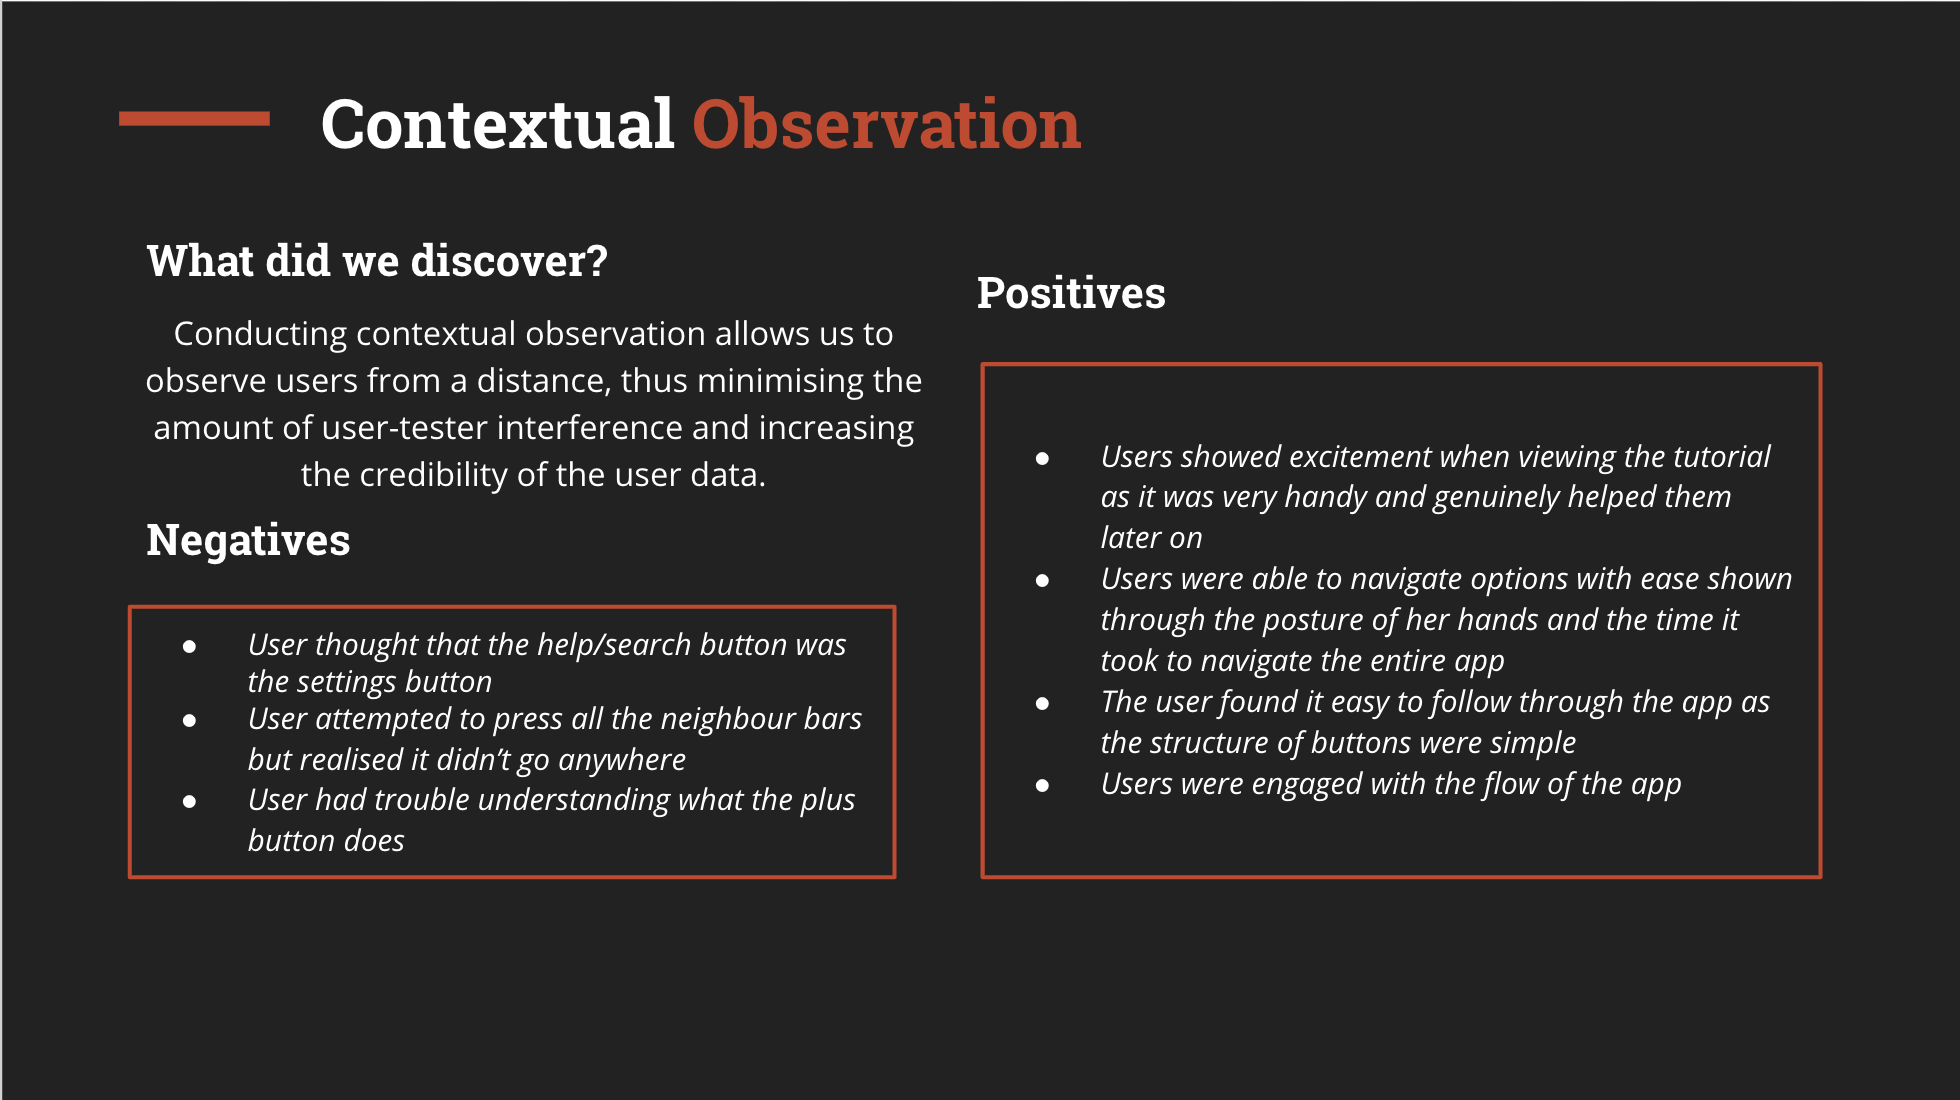 Contextual Observation
What did we discover?
Conducting contextual observation allows us to
observe users from a distance, thus minimising the
amount of user-tester interference and increasing
the credibility of the user data.
Negatives
● User thought that the help/search button was
the settings button
● User attempted to press all the neighbour bars
but realised it didn’t go anywhere
● User had trouble understanding what the plus
button does
Positives
● Users showed excitement when viewing the tutorial
as it was very handy and genuinely helped them
later on
● Users were able to navigate options with ease shown
through the posture of her hands and the time it
took to navigate the entire app
● The user found it easy to follow through the app as
the structure of buttons were simple
● Users were engaged with the flow of the app